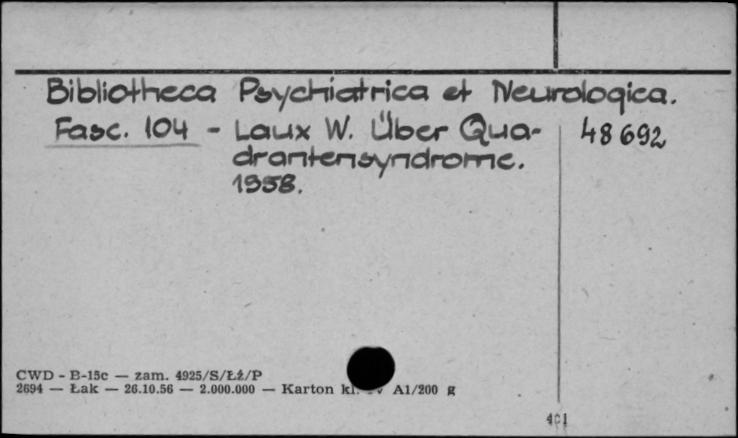 Bibliotheca Psychiatrica et Neurologica.
Fasc. 104 - Laux W. Über Qua-
drantensyndrome.
1958.
48 692
CWD - B-15c — zam. 4925/S/Łż/P
2694 — Łak — 26.10.56 — 2.000.000 — Karton kl. A1/200 g
401